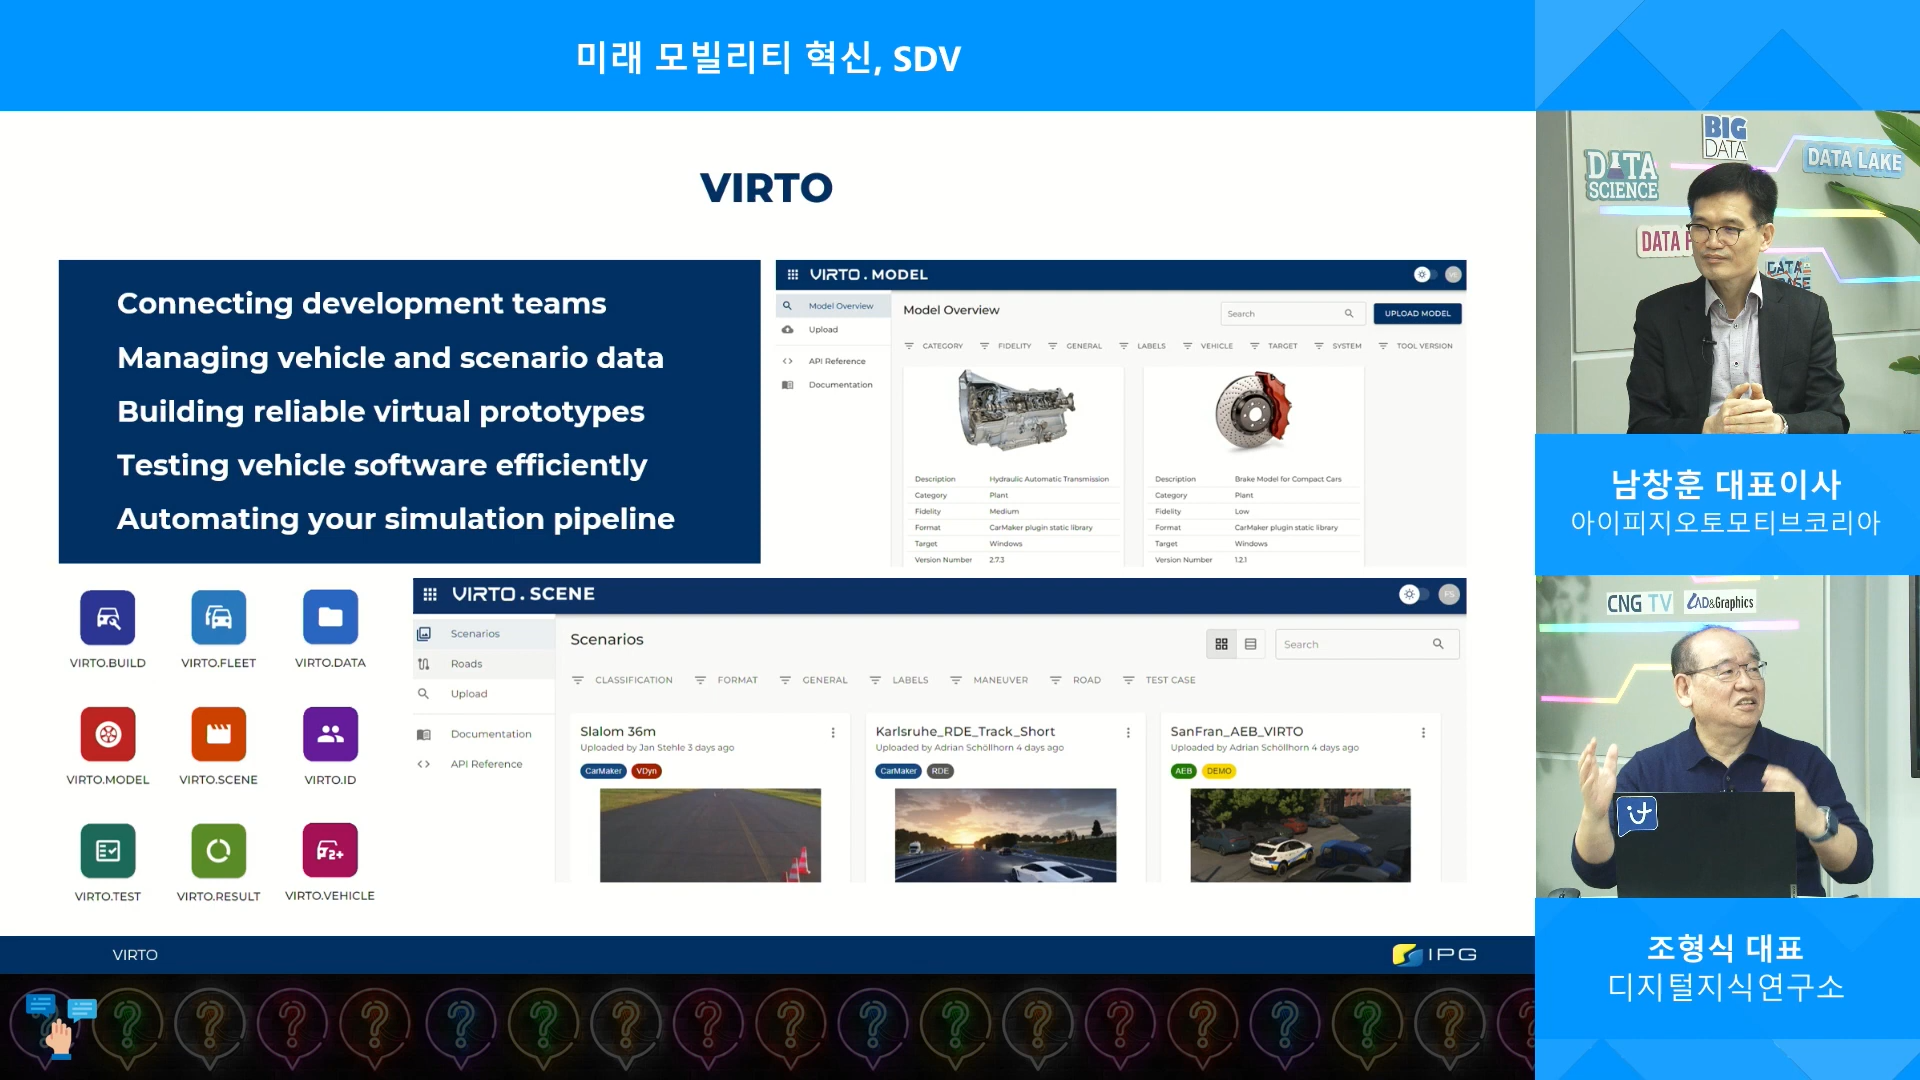 미래 모빌리티 혁신, SDV
VIRTO
Connecting development teams
Managing vehicle and scenario data
Building reliable virtual prototypes
Testing vehicle software efficiently
Automating your simulation pipeline
VIRTO.MODEL
Model Overview
Upload
API Reference
Documentation
Model Overview
Search
UPLOAD MODEL
CATEGORY FIDELITY GENERAL LABELS VEHICLE TARGET SYSTEM TOOL VERSION
Description Hydraulic Automatic Transmission
Category Plant
Fidelity Medium
Format CarMaker plugin static library
Target Windows
Version Number 2.7.3
Description Brake Model for Compact Cars
Category Plant
Fidelity Low
Format CarMaker plugin static library
Target Windows
Version Number 1.2.1
VIRTO.BUILD VIRTO.FLEET VIRTO.DATA
VIRTO.MODEL VIRTO.SCENE VIRTO.ID
VIRTO.TEST VIRTO.RESULT VIRTO.VEHICLE
VIRTO.SCENE
FS
Scenarios
Roads
Upload
Documentation
API Reference
Scenarios
Search
CLASSIFICATION FORMAT GENERAL LABELS MANEUVER ROAD TEST CASE
Slalom 36m
Uploaded by Jan Stehle 3 days ago
CarMaker VDyn
Karlsruhe_RDE_Track_Short
Uploaded by Adrian Schöllhorn 4 days ago
CarMaker RDE
SanFran_AEB_VIRTO
Uploaded by Adrian Schöllhorn 4 days ago
AEB DEMO
VIRTO
IPG
BIG
DATA
DATA
SCIENCE
DATA LAKE
DATA
DATA
남창훈 대표이사
아이피지오토모티브코리아
CNG TV
CAD&Graphics
조형식 대표
디지털지식연구소